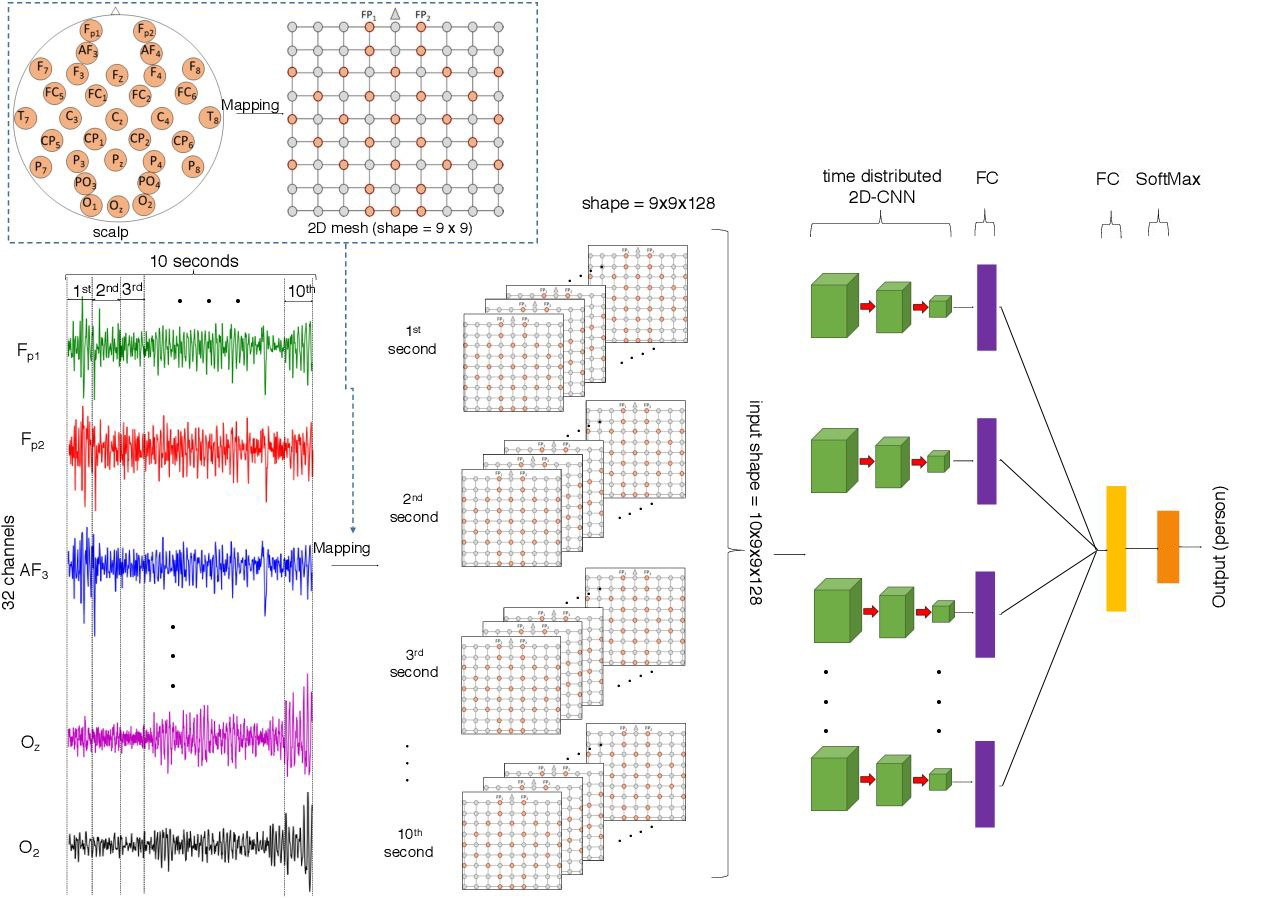 Fp1 Fp2
AF3 AF4
F7 F3 Fz F4 F8
FC5 FC1 FC2 FC6
T7 C3 Cz C4 T8
CP5 CP1 CP2 CP6
P7 P3 Pz P4 P8
PO3 PO4
O1 Oz O2
scalp
Mapping
FP1 FP2
2D mesh (shape = 9 x 9)
10 seconds
1st 2nd 3rd 10th
32 channels
Fp1
Fp2
AF3
Oz
O2
Mapping
shape = 9x9x128
1st
second
2nd
second
3rd
second
10th
second
input shape = 10x9x9x128
time distributed
2D-CNN
FC
FC
SoftMax
Output (person)